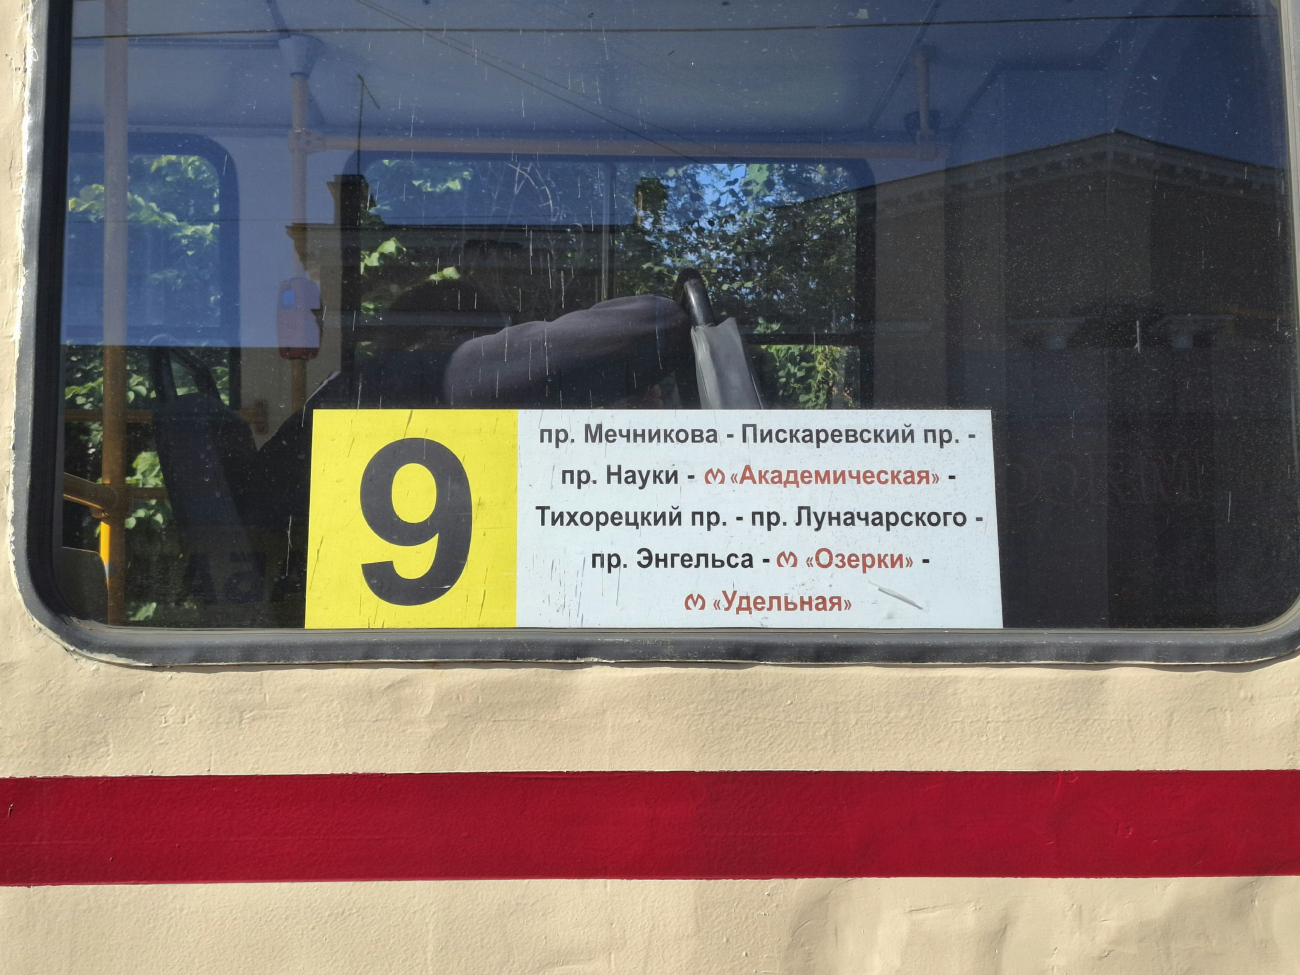 9
пр. Мечникова - Пискаревский пр. -
пр. Науки - м «Академическая» -
Тихорецкий пр. - пр. Луначарского -
пр. Энгельса - м «Озерки» -
м «Удельная»